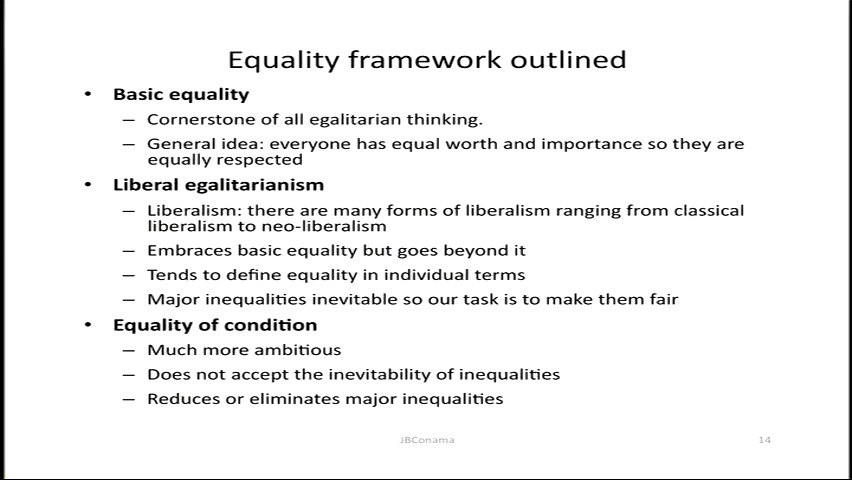 Equality framework outlined
• Basic equality
– Cornerstone of all egalitarian thinking.
– General idea: everyone has equal worth and importance so they are
equally respected
• Liberal egalitarianism
– Liberalism: there are many forms of liberalism ranging from classical
liberalism to neo-liberalism
– Embraces basic equality but goes beyond it
– Tends to define equality in individual terms
– Major inequalities inevitable so our task is to make them fair
• Equality of condition
– Much more ambitious
– Does not accept the inevitability of inequalities
– Reduces or eliminates major inequalities
JBConama 14